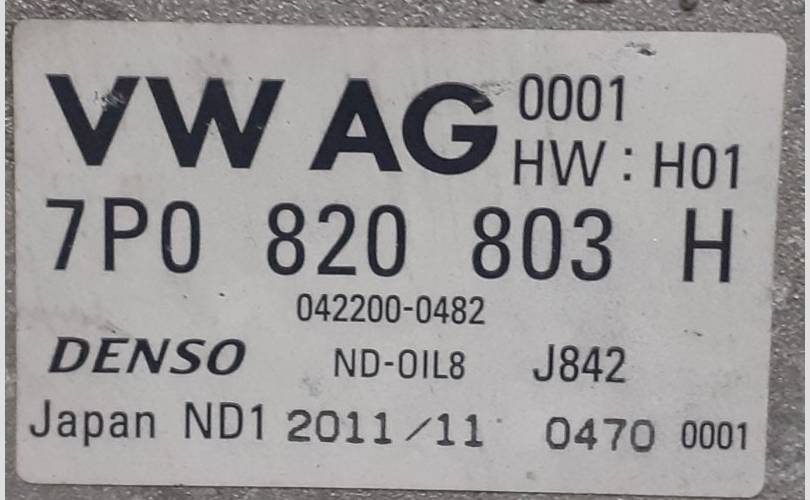 VW AG 0001
HW : H01
7P0 820 803 H
042200-0482
DENSO ND-OIL8 J842
Japan ND1 2011/11 0470 0001